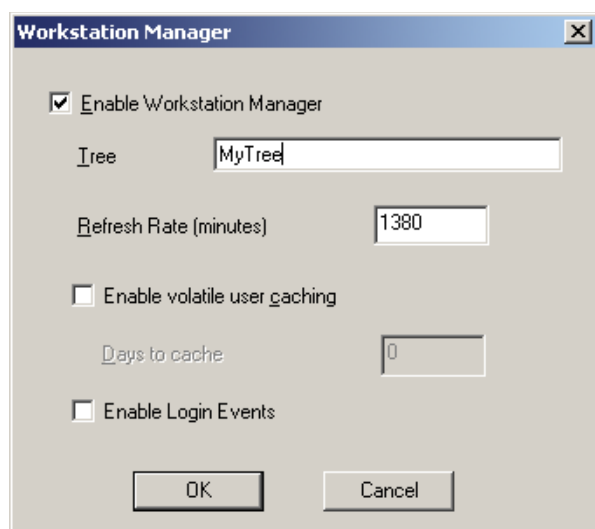 Workstation Manager
Enable Workstation Manager
Tree MyTree
Refresh Rate (minutes) 1380
Enable volatile user caching
Days to cache 0
Enable Login Events
OK Cancel